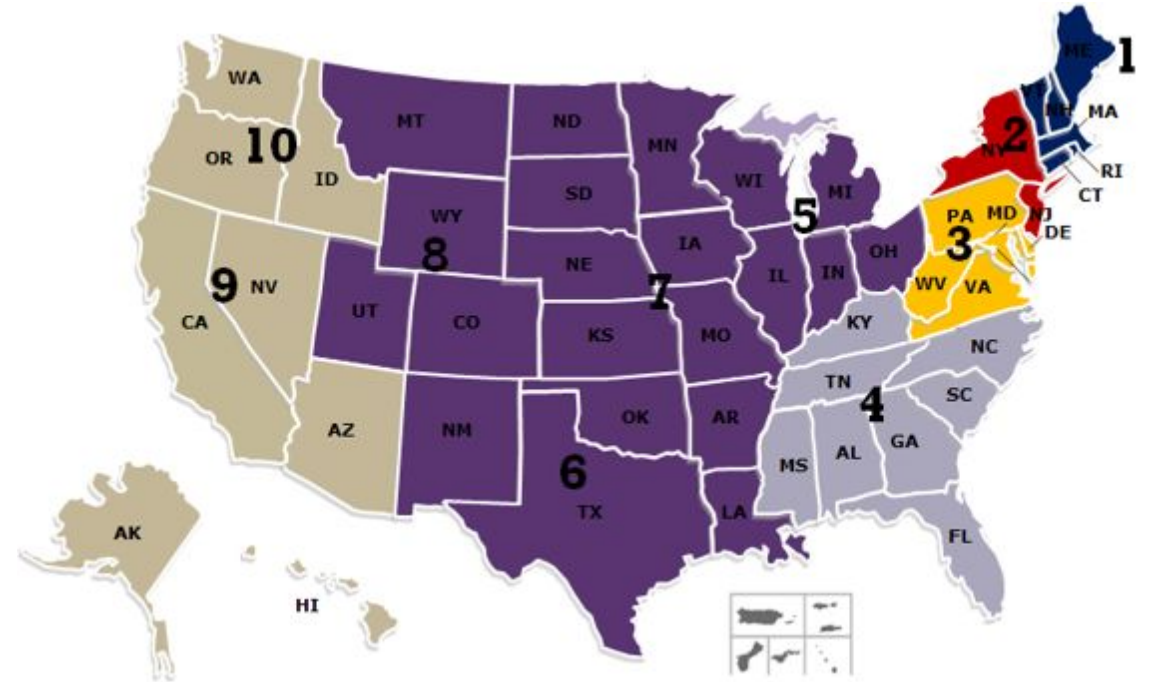 ME
1
WA
VT
NH
MA
MT
ND
MN
OR
10
ID
2
NY
RI
CT
WI
MI
SD
WY
PA
MD
NJ
DE
5
8
IA
3
OH
NE
IL
IN
WV
VA
9
NV
7
CA
UT
CO
KS
MO
KY
NC
TN
4
SC
AZ
NM
OK
AR
GA
6
MS
AL
TX
LA
AK
FL
HI